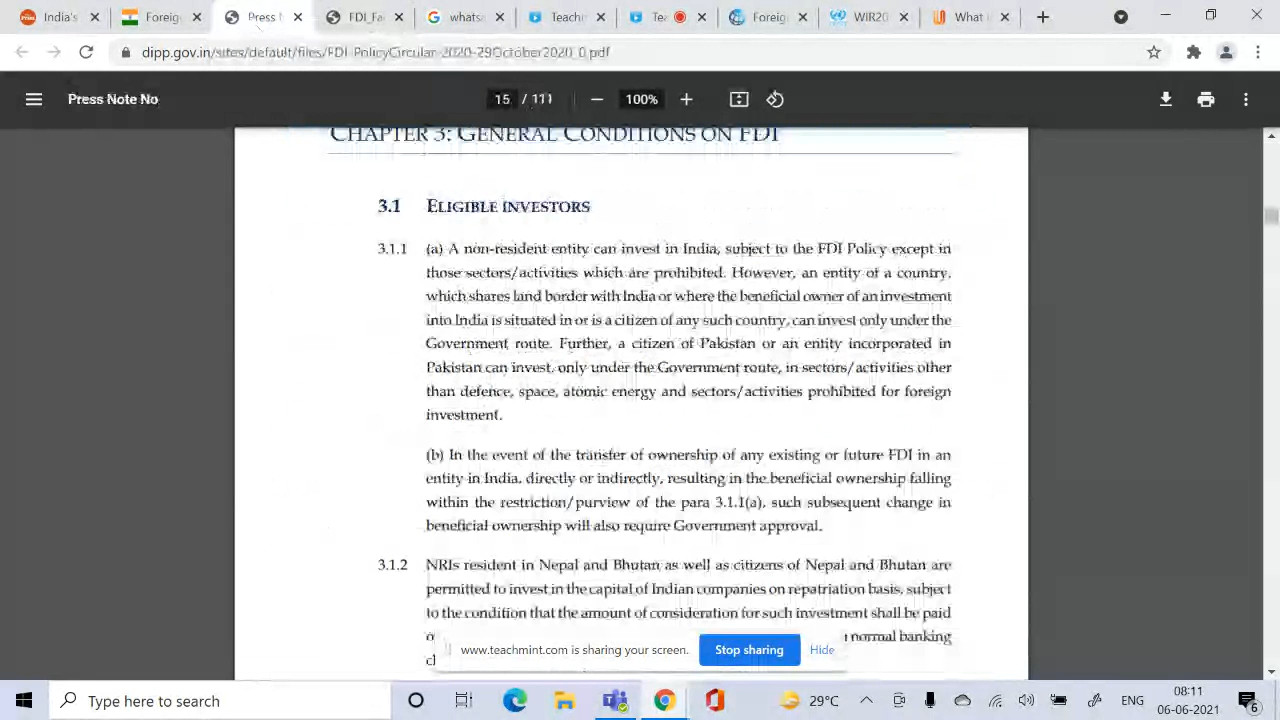 India's
Foreig
Press N
FDI_Fa
whats
Teachm
Tea
Foreig
WIR20
What i
dipp.gov.in/sites/default/files/FDI-PolicyCircular-2020-29October2020_0.pdf
Press Note No
15 / 111
100%
CHAPTER 3: GENERAL CONDITIONS ON FDI
3.1 ELIGIBLE INVESTORS
3.1.1 (a) A non-resident entity can invest in India, subject to the FDI Policy except in
those sectors/activities which are prohibited. However, an entity of a country,
which shares land border with India or where the beneficial owner of an investment
into India is situated in or is a citizen of any such country, can invest only under the
Government route. Further, a citizen of Pakistan or an entity incorporated in
Pakistan can invest, only under the Government route, in sectors/activities other
than defence, space, atomic energy and sectors/activities prohibited for foreign
investment.
(b) In the event of the transfer of ownership of any existing or future FDI in an
entity in India, directly or indirectly, resulting in the beneficial ownership falling
within the restriction/purview of the para 3.1.1(a), such subsequent change in
beneficial ownership will also require Government approval.
3.1.2 NRIs resident in Nepal and Bhutan as well as citizens of Nepal and Bhutan are
permitted to invest in the capital of Indian companies on repatriation basis, subject
to the condition that the amount of consideration for such investment shall be paid
normal banking
www.teachmint.com is sharing your screen.
Stop sharing
Hide
Type here to search
29°C
ENG
08:11
06-06-2021
6